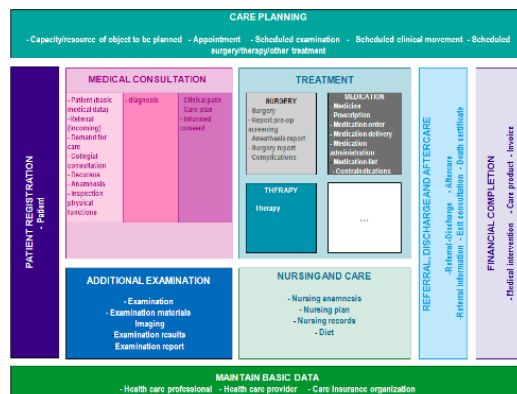 CARE PLANNING
- Capacity/resource of object to be planned - Appointment - Scheduled examination - Scheduled clinical movement - Scheduled
surgery/therapy/other treatment
PATIENT REGISTRATION
- Patient
MEDICAL CONSULTATION
- Patient (basic
medical data)
- Referral
(incoming)
- Demand for
care
- Collegial
consultation
- Decursus
- Anamnesis
- Inspection
physical
functions
- diagnosis
- Clinical path
- Care plan
- Informed
consent
TREATMENT
SURGERY
- Surgery
- Report pre-op
screening
- Anesthesia report
- Surgery report
- Complications
MEDICATION
- Medicine
- Prescription
- Medication order
- Medication delivery
- Medication
administration
- Medication list
- Contraindications
THERAPY
Therapy
...
ADDITIONAL EXAMINATION
- Examination
- Examination materials
Imaging
Examination results
Examination report
NURSING AND CARE
- Nursing anamnesis
- Nursing plan
- Nursing records
- Diet
REFERRAL, DISCHARGE AND AFTERCARE
- Referral - Discharge - Aftercare
- Referral Information - Exit consultation - Death certificate
FINANCIAL COMPLETION
- Medical intervention - Care product - Invoice
MAINTAIN BASIC DATA
- Health care professional - Health care provider - Care Insurance organization